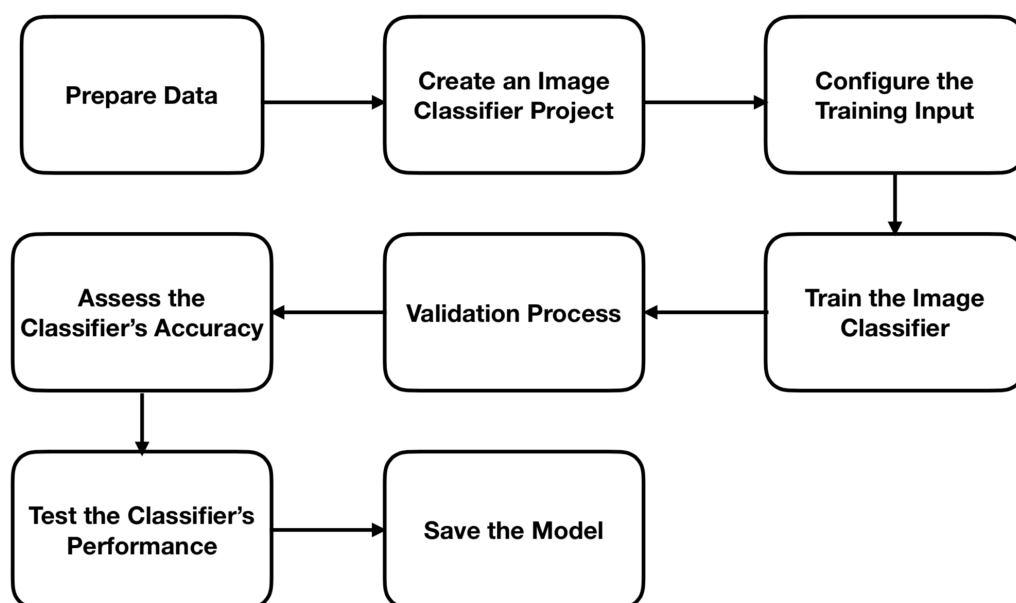 Prepare Data
Create an Image
Classifier Project
Configure the
Training Input
Train the Image
Classifier
Validation Process
Assess the
Classifier’s Accuracy
Test the Classifier’s
Performance
Save the Model